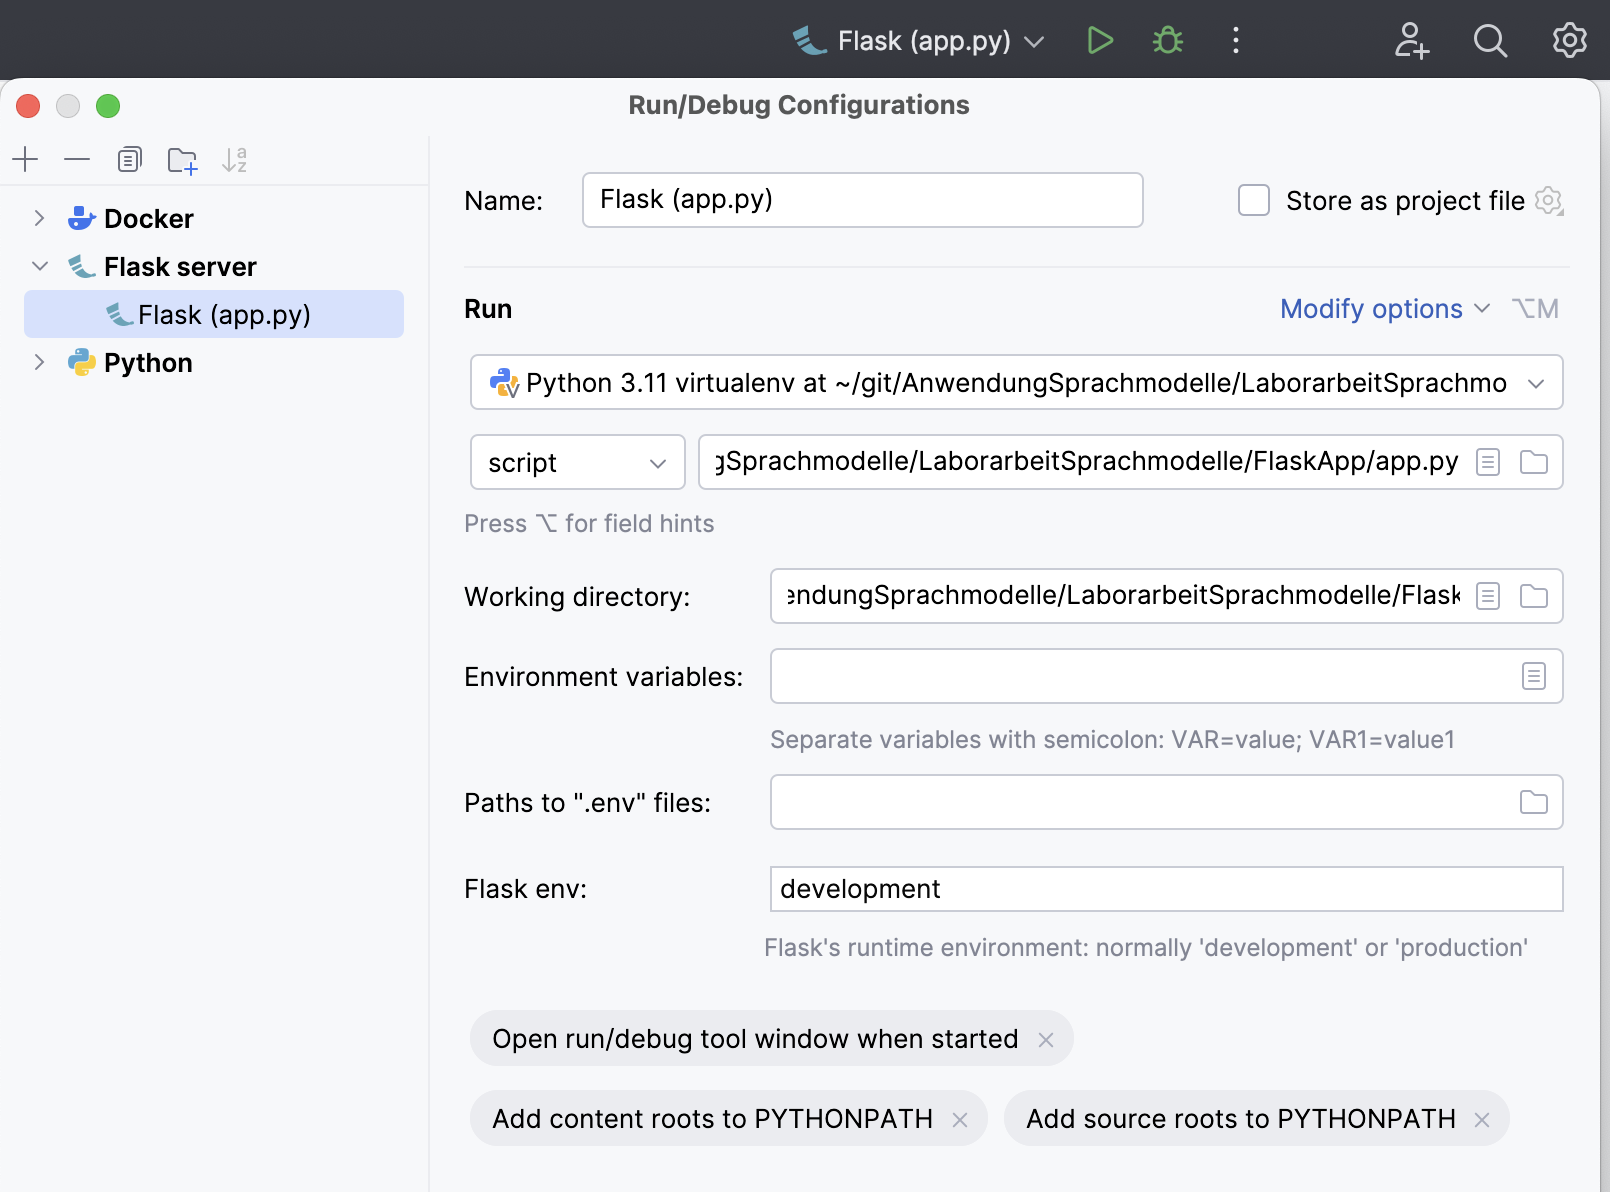 Flask (app.py)
Run/Debug Configurations
Docker
Flask server
Flask (app.py)
Python
Name:
Flask (app.py)
Store as project file
Run
Modify options
⌥M
Python 3.11 virtualenv at ~/git/AnwendungSprachmodelle/LaborarbeitSprachmo
script
gSprachmodelle/LaborarbeitSprachmodelle/FlaskApp/app.py
Press ⌥ for field hints
Working directory:
endungSprachmodelle/LaborarbeitSprachmodelle/Flask
Environment variables:
Separate variables with semicolon: VAR=value; VAR1=value1
Paths to ".env" files:
Flask env:
development
Flask's runtime environment: normally 'development' or 'production'
Open run/debug tool window when started ×
Add content roots to PYTHONPATH ×
Add source roots to PYTHONPATH ×